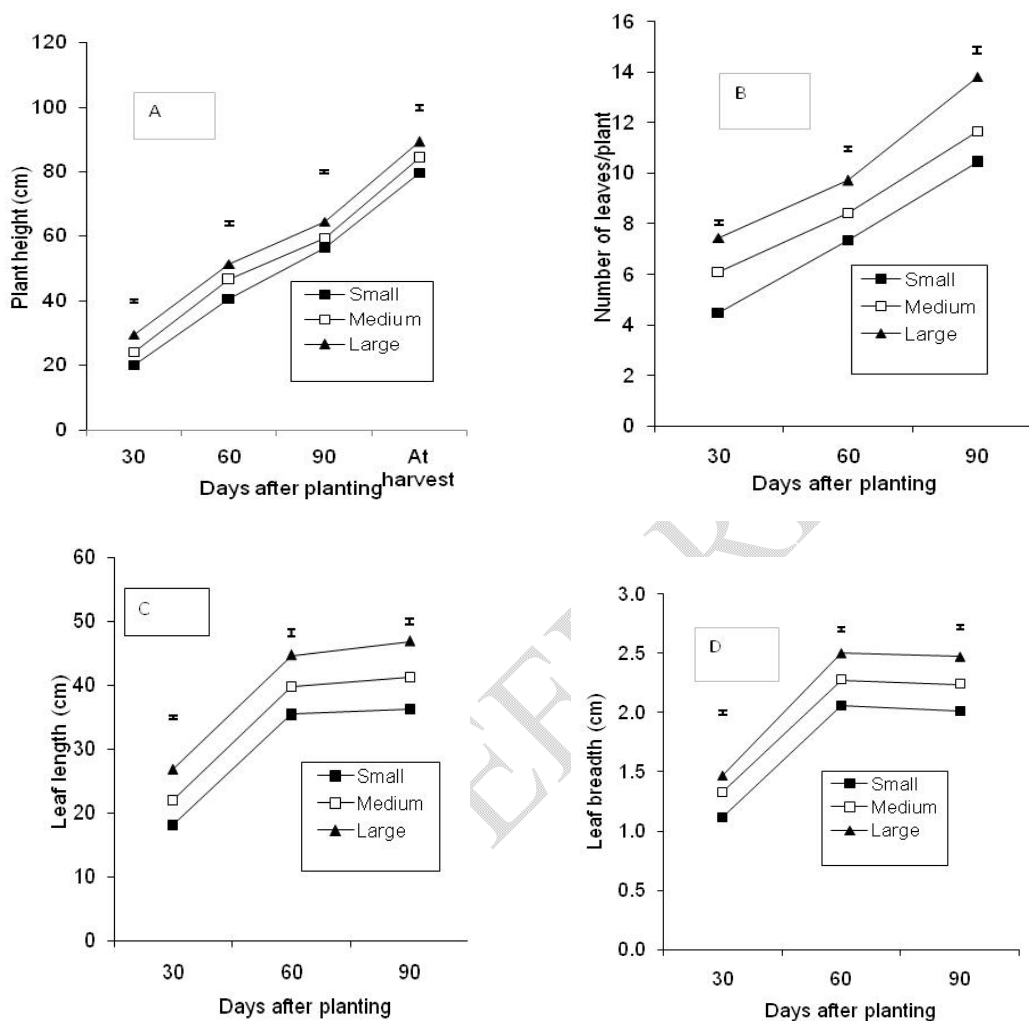 A
Plant height (cm)
120
100
80
60
40
20
0
Small
Medium
Large
30 60 90 At harvest
Days after planting
B
Number of leaves/plant
16
14
12
10
8
6
4
2
0
Small
Medium
Large
30 60 90
Days after planting
C
Leaf length (cm)
60
50
40
30
20
10
0
Small
Medium
Large
30 60 90
Days after planting
D
Leaf breadth (cm)
3.0
2.5
2.0
1.5
1.0
0.5
0.0
Small
Medium
Large
30 60 90
Days after planting